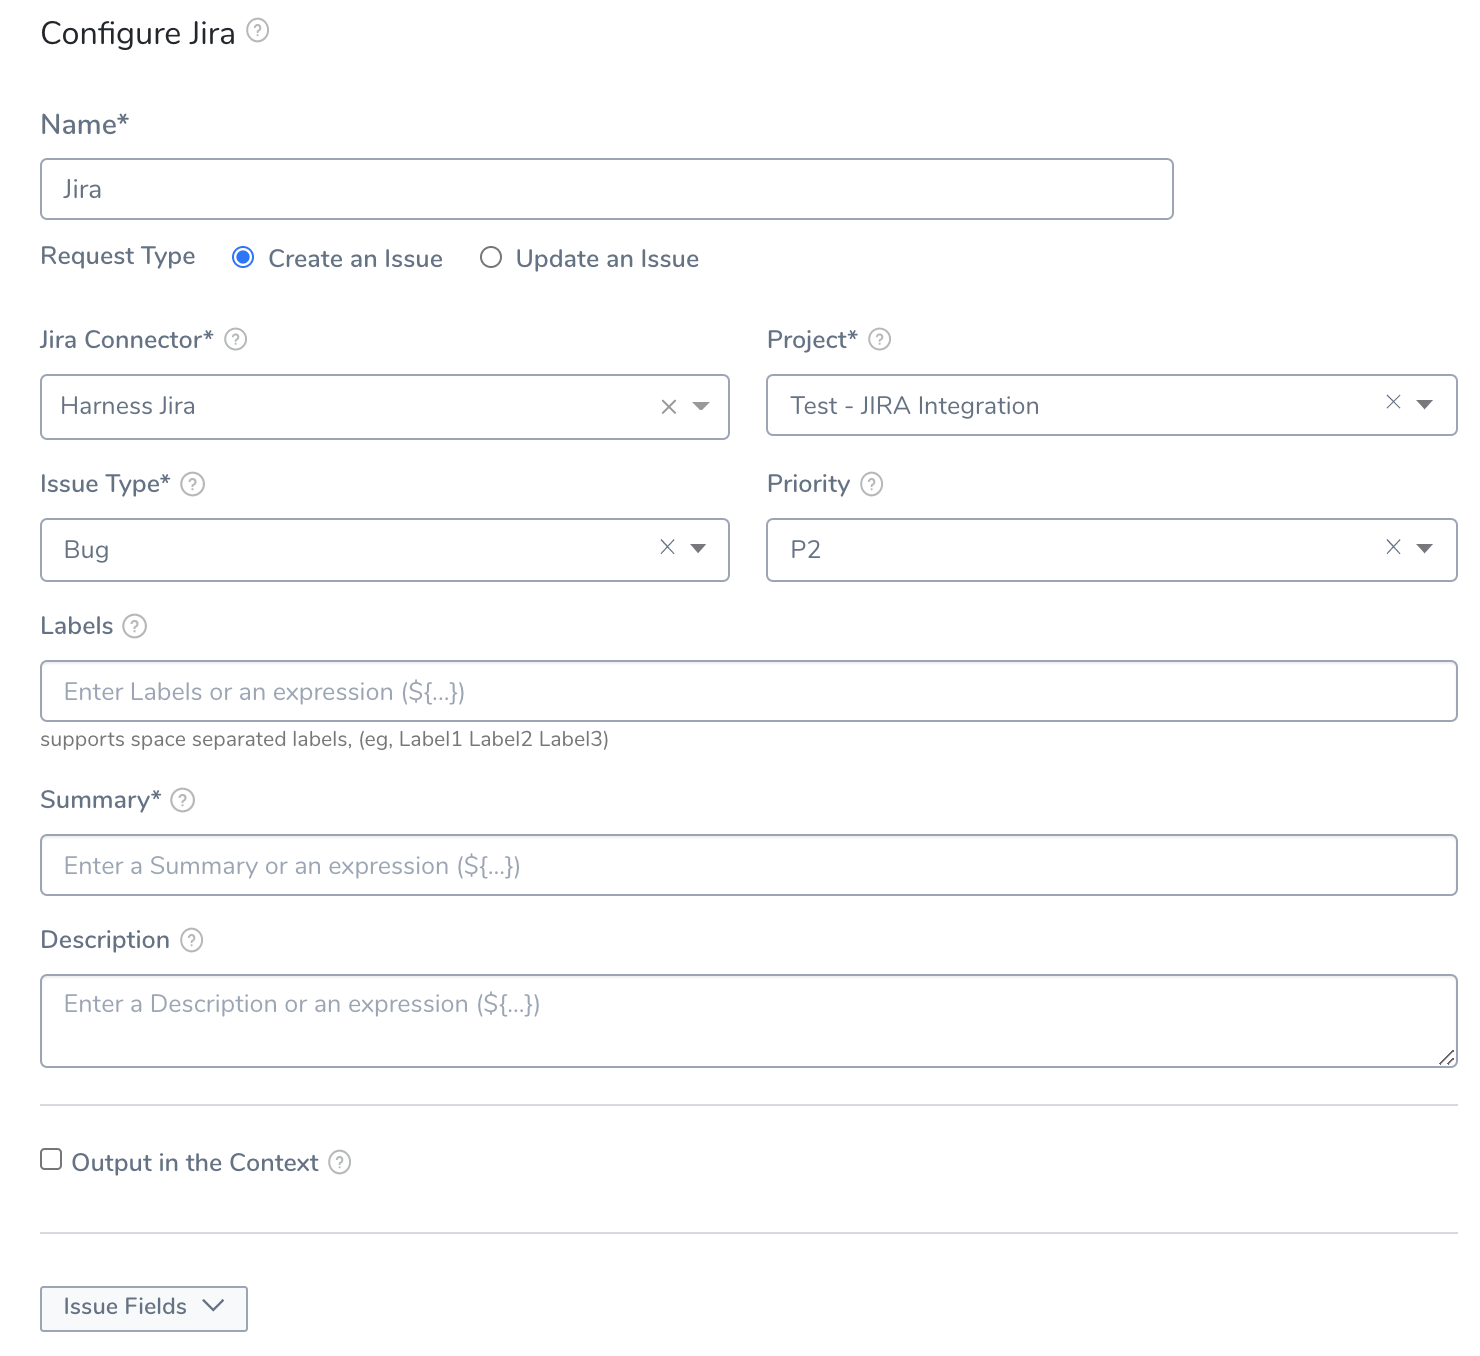 Configure Jira ?
Name*
Jira
Request Type Create an Issue Update an Issue
Jira Connector* ? Project* ?
Harness Jira Test - JIRA Integration
Issue Type* ? Priority ?
Bug P2
Labels ?
Enter Labels or an expression (${...})
supports space separated labels, (eg, Label1 Label2 Label3)
Summary* ?
Enter a Summary or an expression (${...})
Description ?
Enter a Description or an expression (${...})
Output in the Context ?
Issue Fields